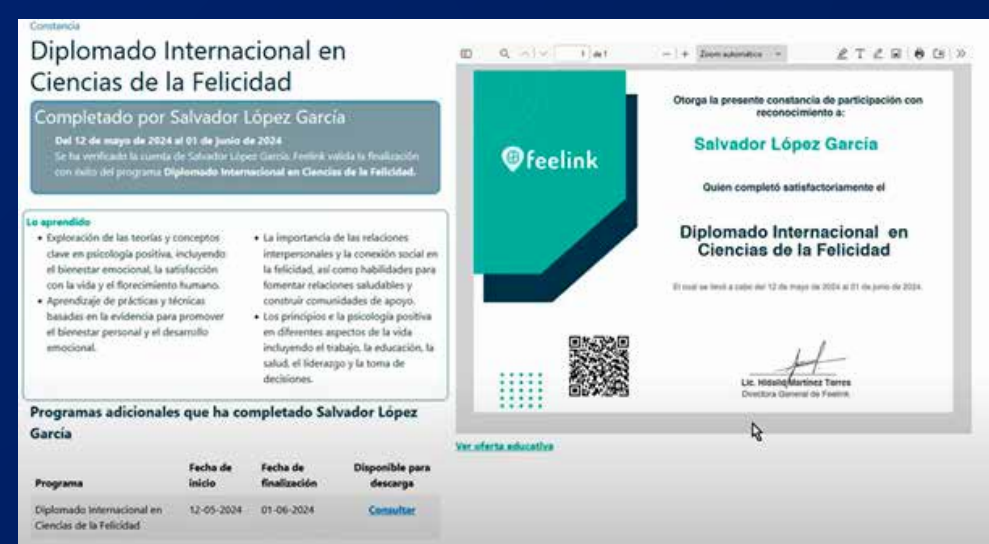 Constancia
Diplomado Internacional en
Ciencias de la Felicidad
Completado por Salvador López García
Del 12 de mayo de 2024 al 01 de junio de 2024
Se ha verificado la cuenta de Salvador López García. Feelink valida la finalización
con éxito del programa Diplomado Internacional en Ciencias de la Felicidad.
Lo aprendido
• Exploración de las teorías y conceptos
clave en psicología positiva, incluyendo
el bienestar emocional, la satisfacción
con la vida y el florecimiento humano.
• Aprendizaje de prácticas y técnicas
basadas en la evidencia para promover
el bienestar personal y el desarrollo
emocional.
• La importancia de las relaciones
interpersonales y la conexión social en
la felicidad, así como habilidades para
fomentar relaciones saludables y
construir comunidades de apoyo.
• Los principios e la psicología positiva
en diferentes aspectos de la vida
incluyendo el trabajo, la educación, la
salud, el liderazgo y la toma de
decisiones.
Programas adicionales que ha completado Salvador López
García
Programa Fecha de inicio Fecha de finalización Disponible para descarga
Diplomado Internacional en Ciencias de la Felicidad 12-05-2024 01-06-2024 Consultar
1 de 1 Zoom automático
feelink
Otorga la presente constancia de participación con
reconocimiento a:
Salvador López García
Quien completó satisfactoriamente el
Diplomado Internacional en
Ciencias de la Felicidad
El cual se llevó a cabo del 12 de mayo de 2024 al 01 de junio de 2024.
Lic. Martínez Torres
Directora General de Feelink
Ver oferta educativa